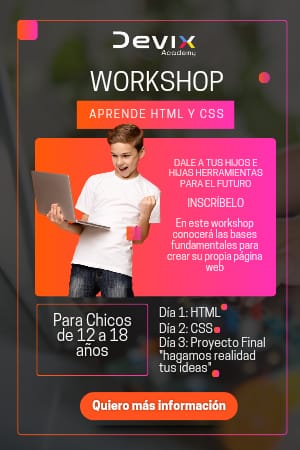 Devix
Academy
WORKSHOP
APRENDE HTML Y CSS
DALE A TUS HIJOS E
HIJAS HERRAMIENTAS
PARA EL FUTURO
INSCRÍBELO
En este workshop
conocerá las bases
fundamentales para
crear su propia página
web
Para Chicos
de 12 a 18
años
Día 1: HTML
Día 2: CSS
Día 3: Proyecto Final
"hagamos realidad
tus ideas"
Quiero más información